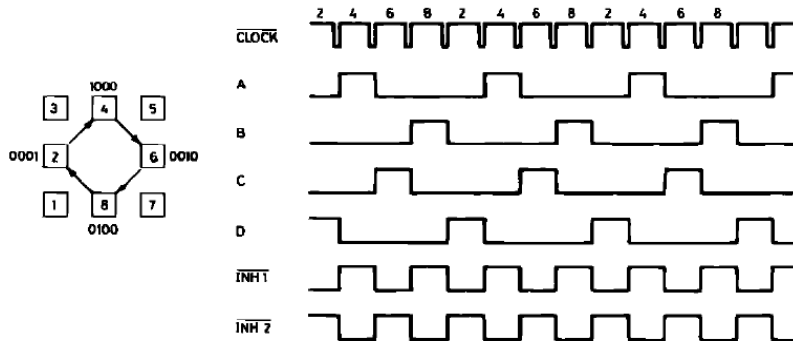 2 4 6 8 2 4 6 8 2 4 6 8
CLOCK
A
B
C
D
INH 1
INH 2
1000
3 4 5
0001 2 6 0010
1 8 7
0100